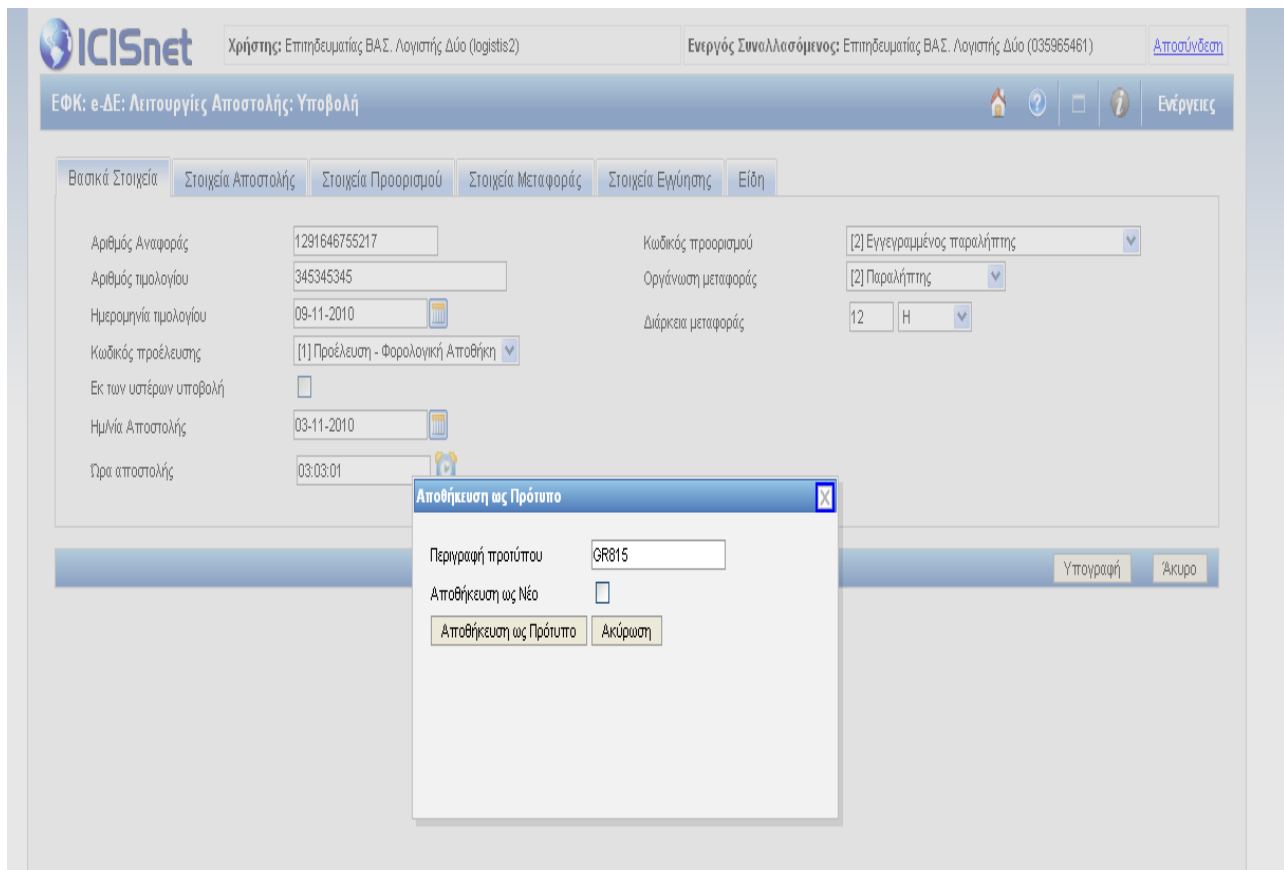 ICISnet
Χρήστης: Επιτηδευματίας ΒΑΣ. Λογιστής Δύο (logistis2)
Ενεργός Συναλλασόμενος: Επιτηδευματίας ΒΑΣ. Λογιστής Δύο (035965461)
Αποσύνδεση
ΕΦΚ: e-ΔΕ: Λειτουργίες Αποστολής: Υποβολή
Ενέργειες
Βασικά Στοιχεία
Στοιχεία Αποστολής
Στοιχεία Προορισμού
Στοιχεία Μεταφοράς
Στοιχεία Εγγύησης
Είδη
Αριθμός Αναφοράς
1291646755217
Κωδικός προορισμού
[2] Εγγεγραμμένος παραλήπτης
Αριθμός τιμολογίου
345345345
Οργάνωση μεταφοράς
[2] Παραλήπτης
Ημερομηνία τιμολογίου
09-11-2010
Διάρκεια μεταφοράς
12
H
Κωδικός προέλευσης
[1] Προέλευση - Φορολογική Αποθήκη
Εκ των υστέρων υποβολή
Ημ/νία Αποστολής
03-11-2010
Ώρα αποστολής
03:03:01
Αποθήκευση ως Πρότυπο
X
Περιγραφή προτύπου
GR815
Αποθήκευση ως Νέο
Αποθήκευση ως Πρότυπο
Ακύρωση
Υπογραφή
Άκυρο